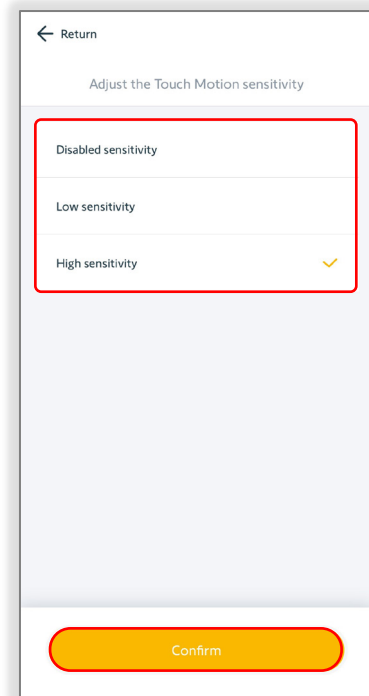 Return
Adjust the Touch Motion sensitivity
Disabled sensitivity
Low sensitivity
High sensitivity
Confirm